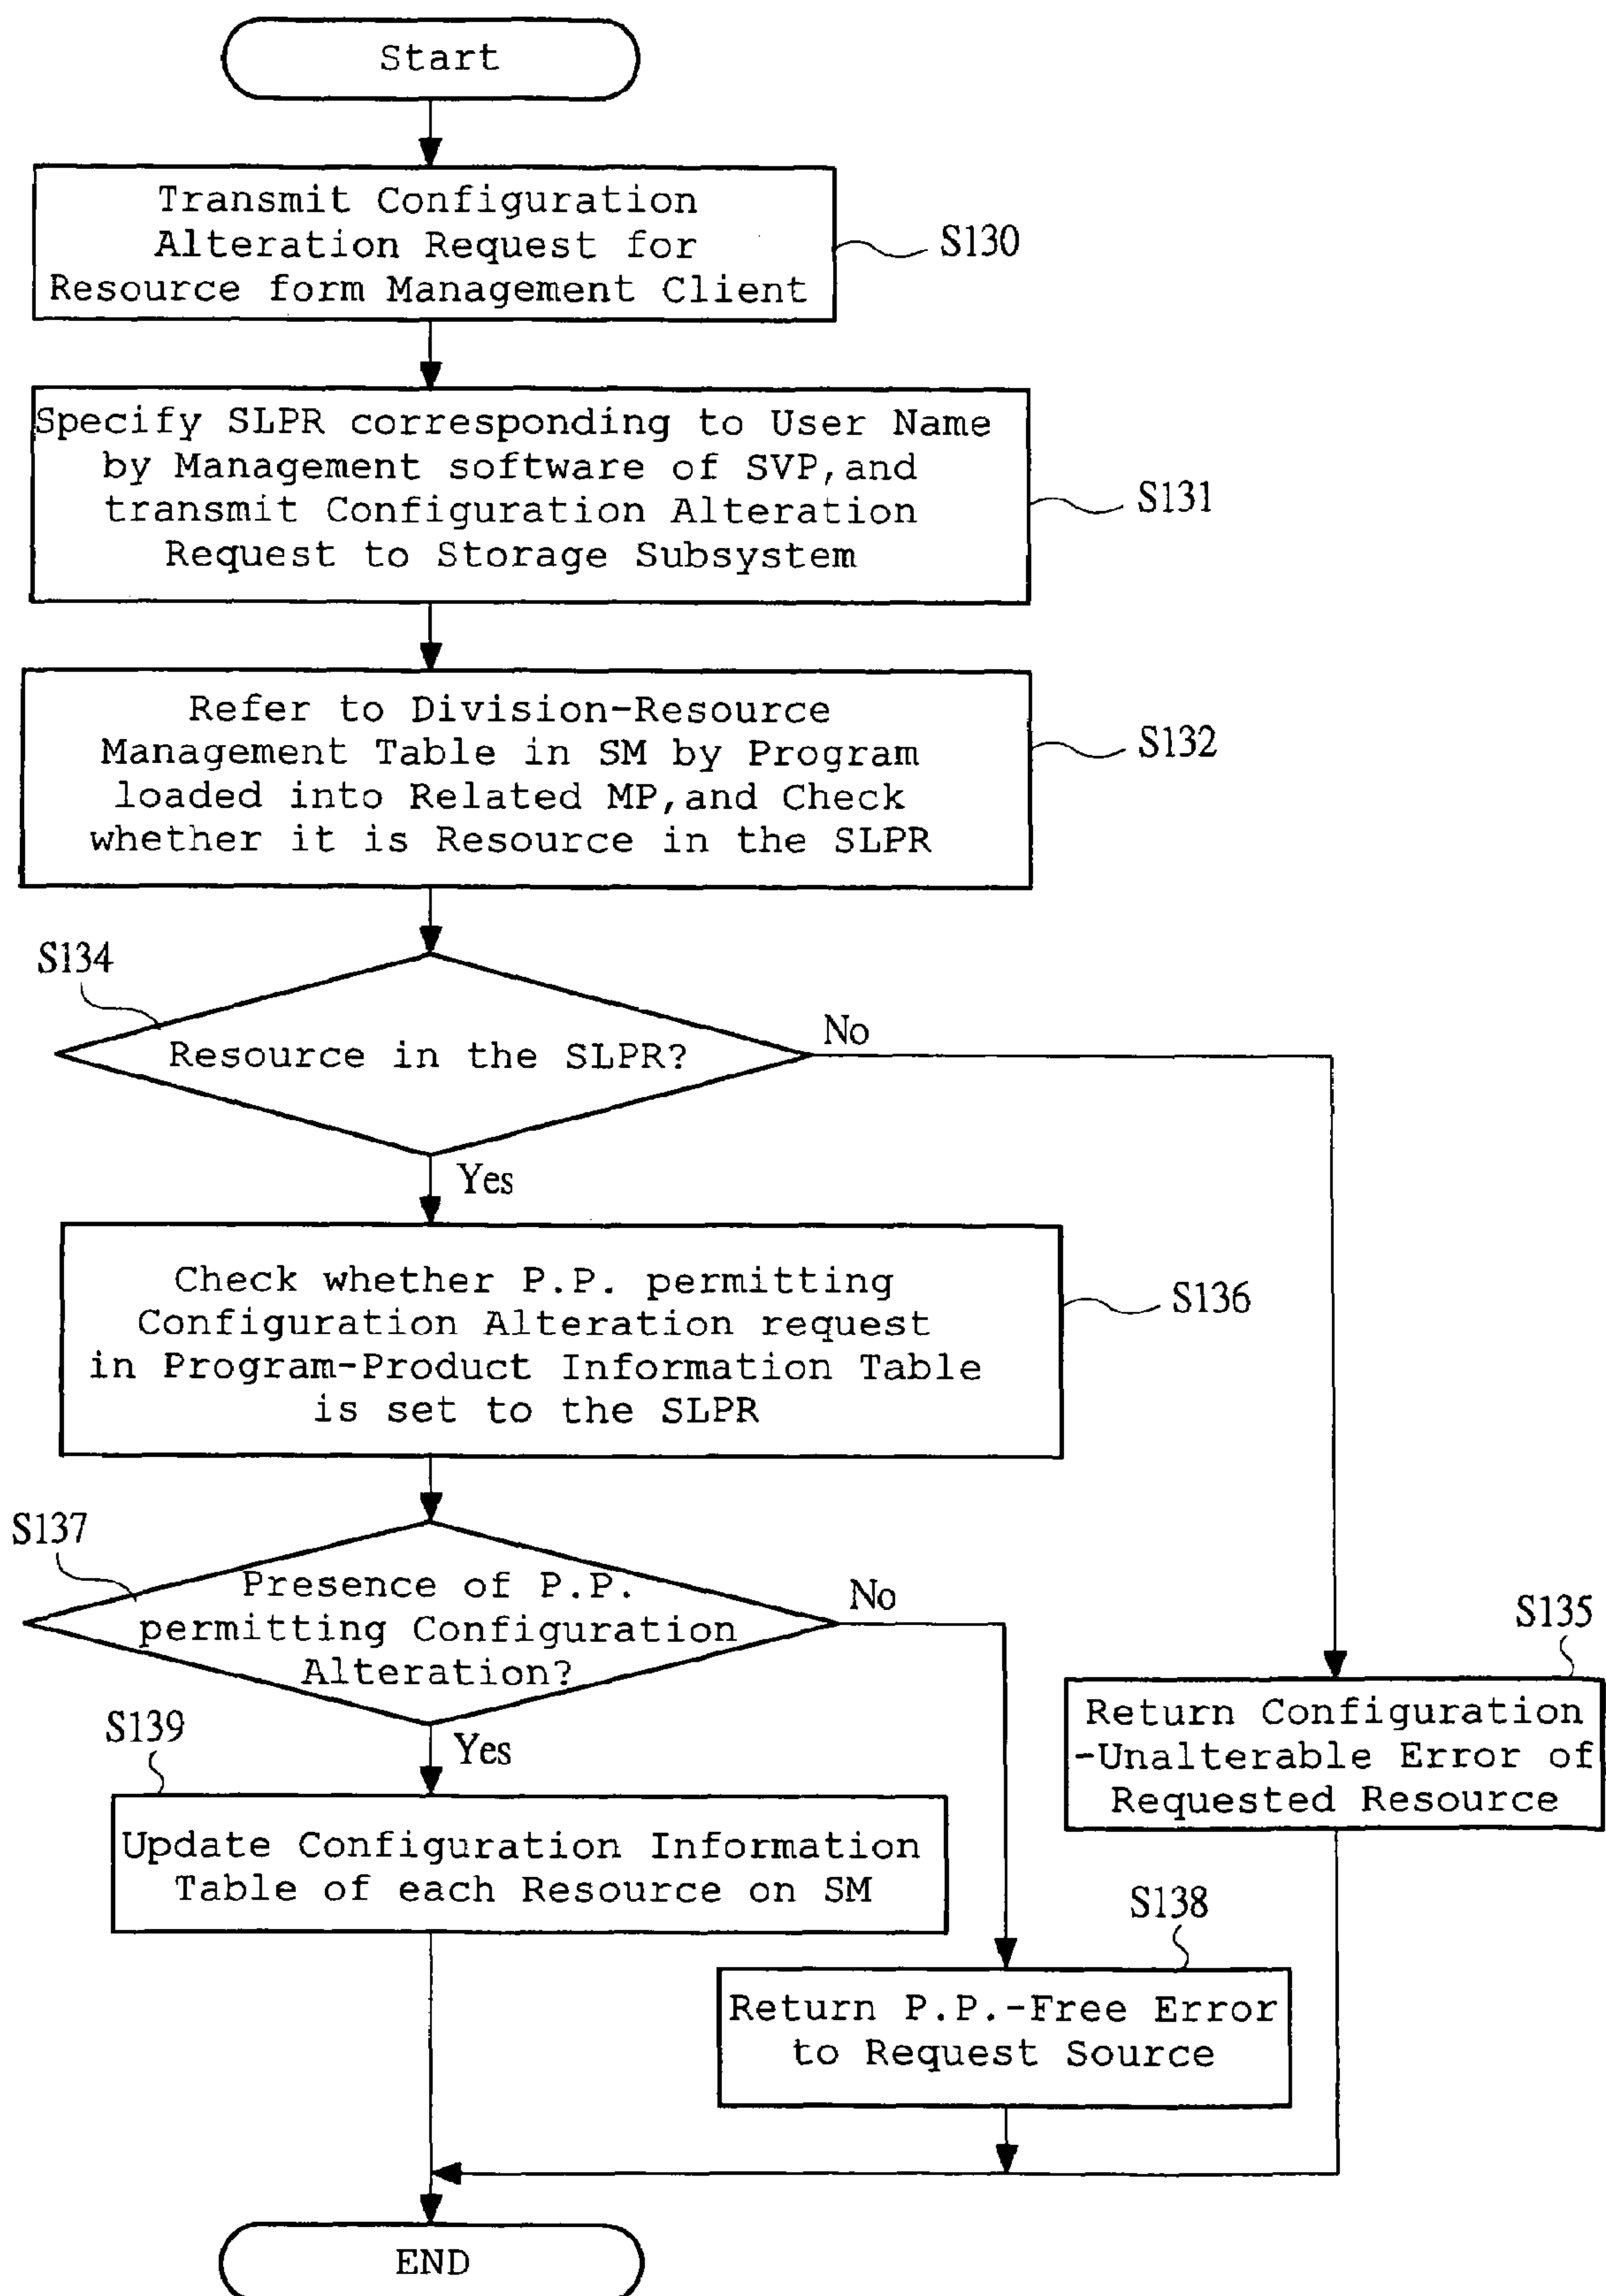 Start
Transmit Configuration
Alteration Request for
Resource form Management Client
S130
Specify SLPR corresponding to User Name
by Management software of SVP,and
transmit Configuration Alteration
Request to Storage Subsystem
S131
Refer to Division-Resource
Management Table in SM by Program
loaded into Related MP,and Check
whether it is Resource in the SLPR
S132
S134
Resource in the SLPR?
No
Yes
Check whether P.P. permitting
Configuration Alteration request
in Program-Product Information Table
is set to the SLPR
S136
S137
Presence of P.P.
permitting Configuration
Alteration?
No
Yes
S135
Return Configuration
-Unalterable Error of
Requested Resource
S139
Update Configuration Information
Table of each Resource on SM
S138
Return P.P.-Free Error
to Request Source
END